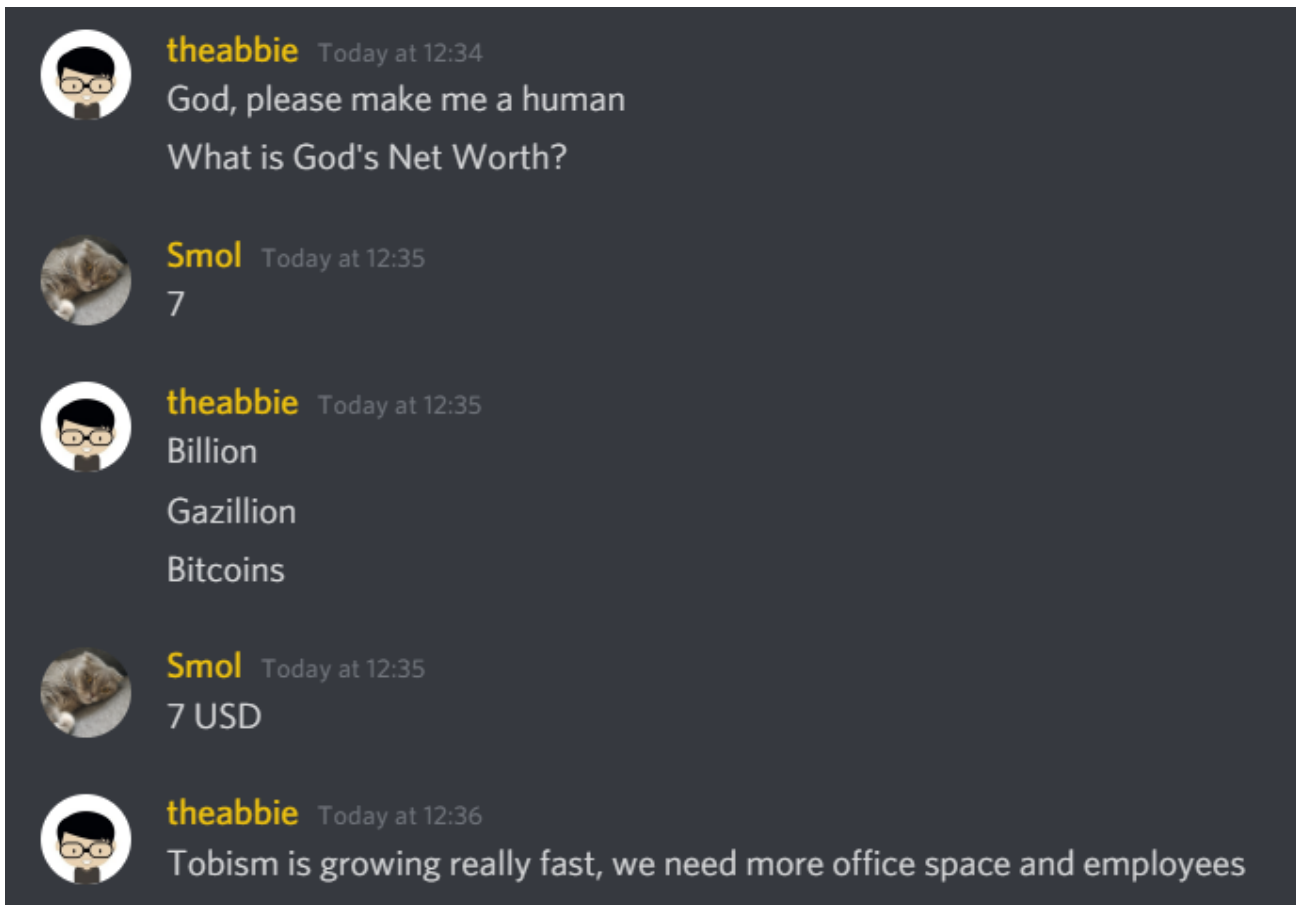 theabbie Today at 12:34
God, please make me a human
What is God's Net Worth?
Smol Today at 12:35
7
theabbie Today at 12:35
Billion
Gazillion
Bitcoins
Smol Today at 12:35
7 USD
theabbie Today at 12:36
Tobism is growing really fast, we need more office space and employees